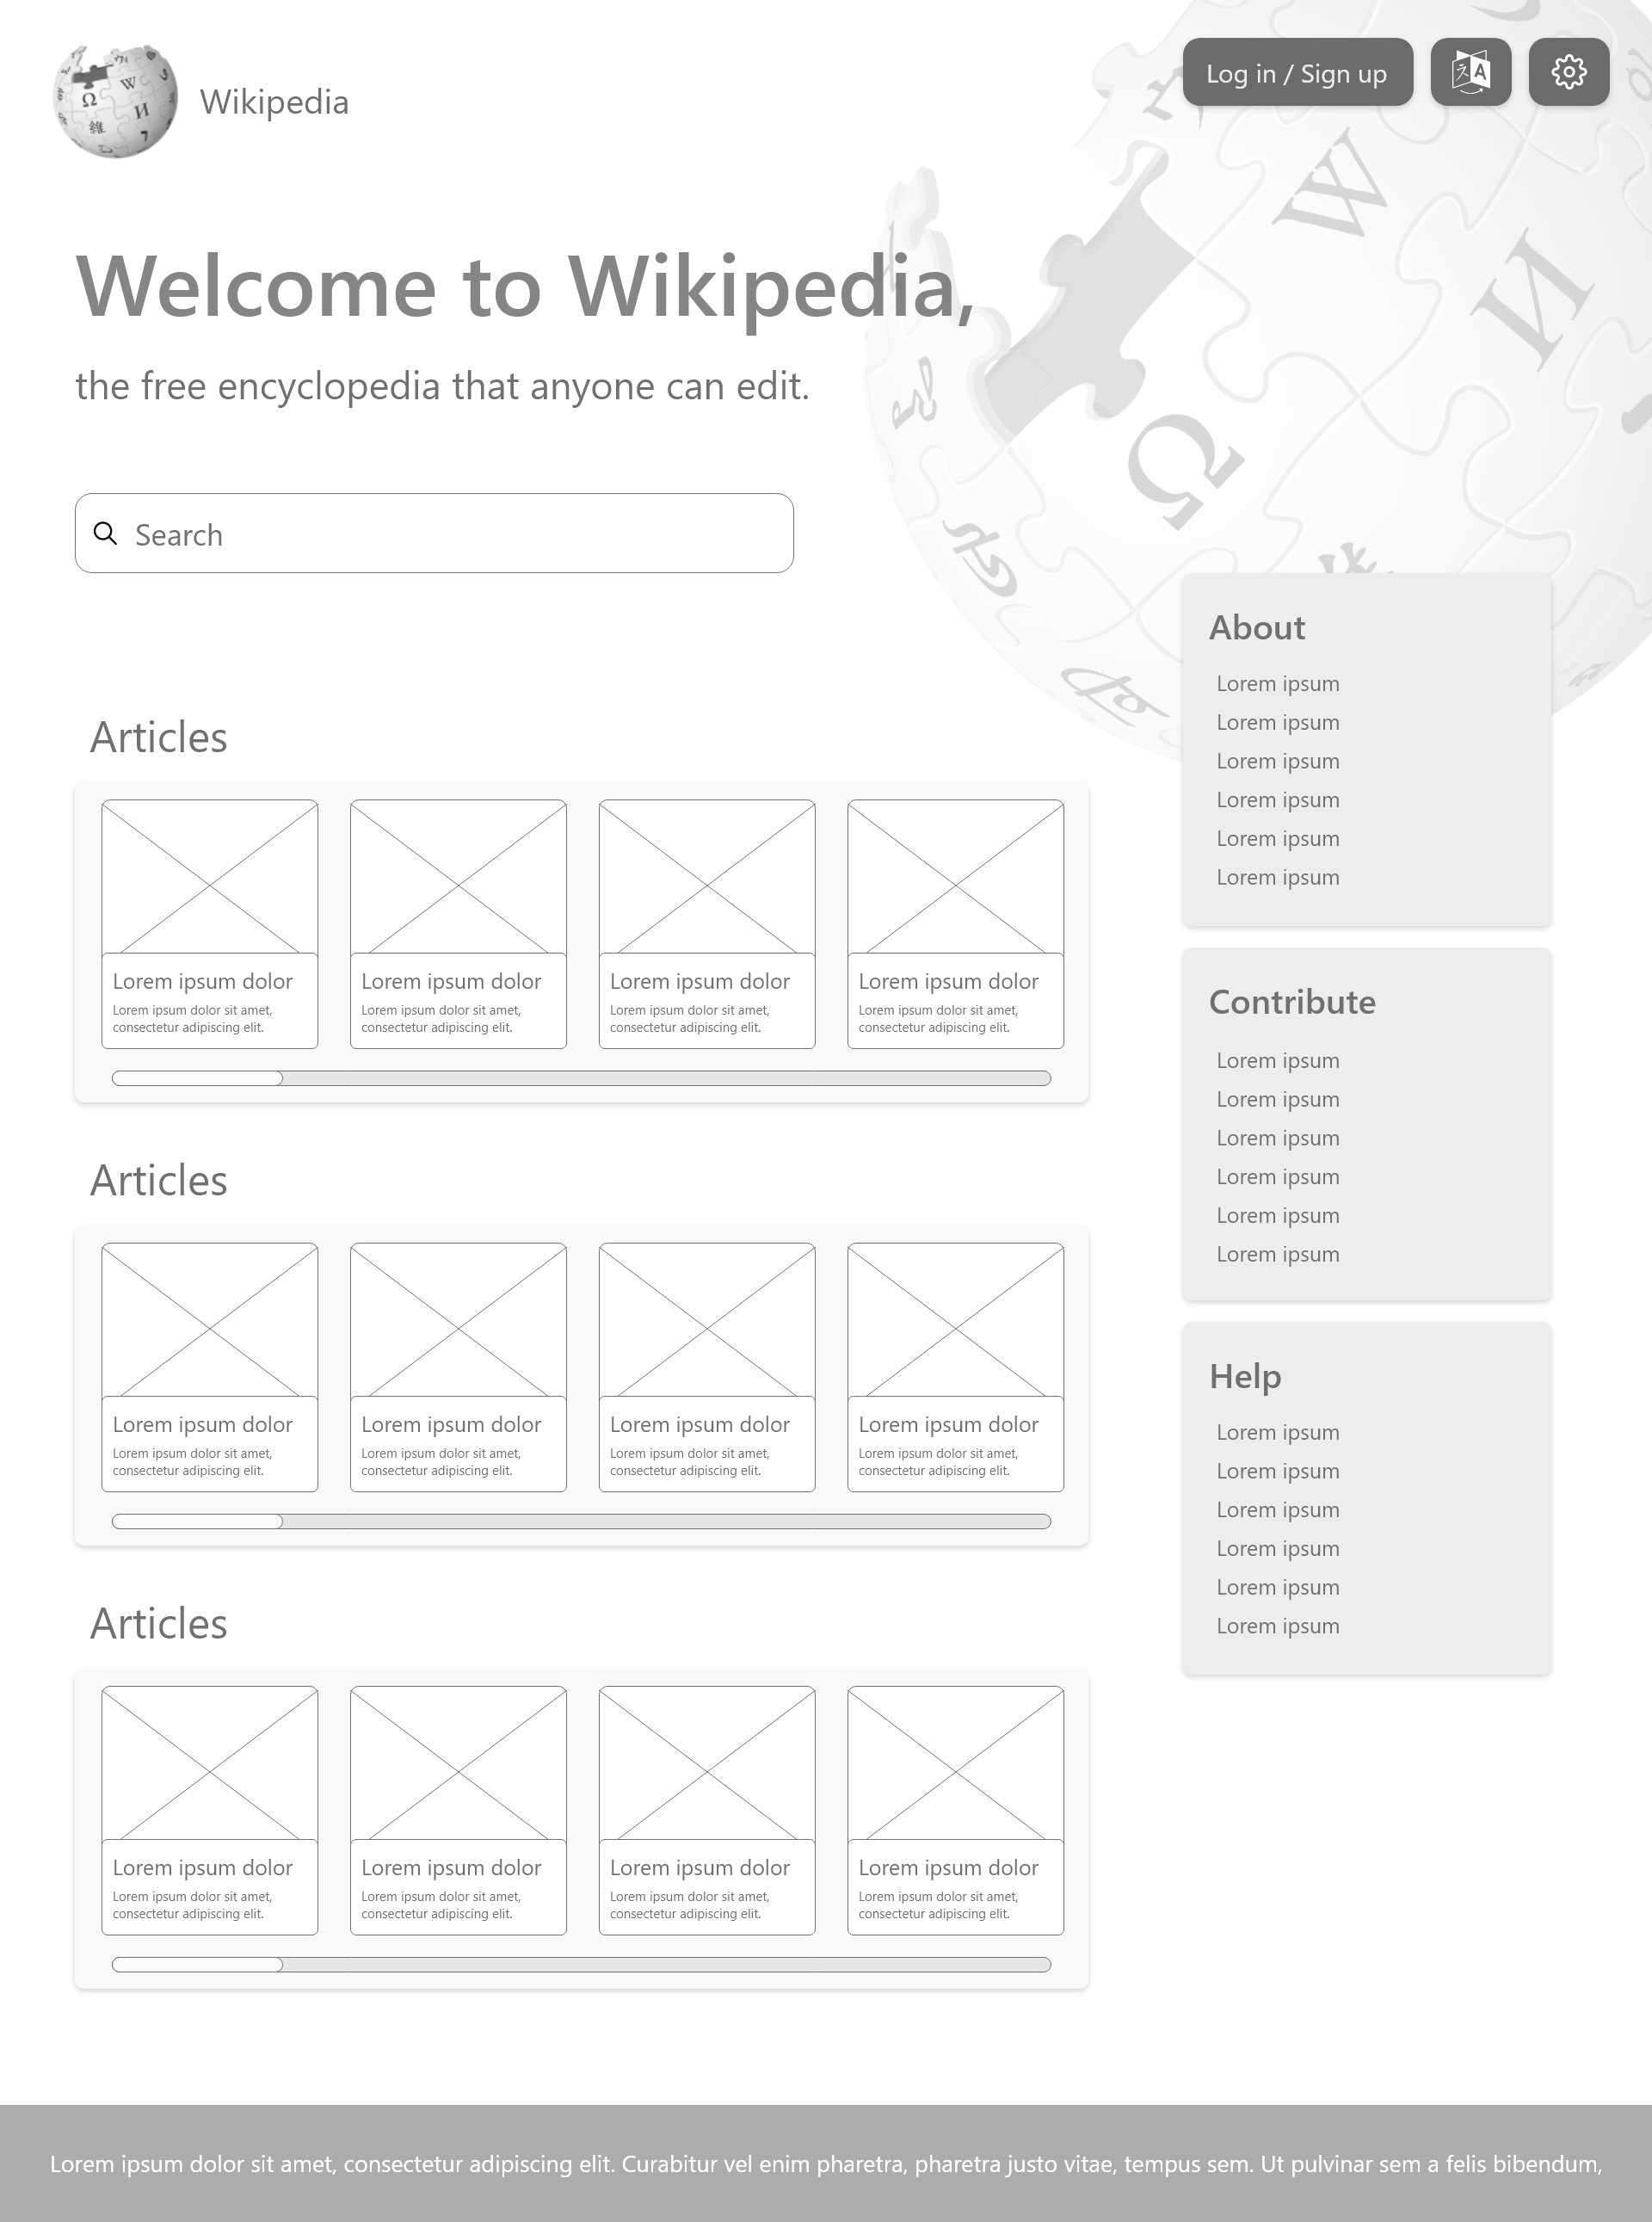 Wikipedia
Log in / Sign up
Welcome to Wikipedia,
the free encyclopedia that anyone can edit.
Search
Articles
Lorem ipsum dolor
Lorem ipsum dolor sit amet,
consectetur adipiscing elit.
Lorem ipsum dolor
Lorem ipsum dolor sit amet,
consectetur adipiscing elit.
Lorem ipsum dolor
Lorem ipsum dolor sit amet,
consectetur adipiscing elit.
Lorem ipsum dolor
Lorem ipsum dolor sit amet,
consectetur adipiscing elit.
Articles
Lorem ipsum dolor
Lorem ipsum dolor sit amet,
consectetur adipiscing elit.
Lorem ipsum dolor
Lorem ipsum dolor sit amet,
consectetur adipiscing elit.
Lorem ipsum dolor
Lorem ipsum dolor sit amet,
consectetur adipiscing elit.
Lorem ipsum dolor
Lorem ipsum dolor sit amet,
consectetur adipiscing elit.
Articles
Lorem ipsum dolor
Lorem ipsum dolor sit amet,
consectetur adipiscing elit.
Lorem ipsum dolor
Lorem ipsum dolor sit amet,
consectetur adipiscing elit.
Lorem ipsum dolor
Lorem ipsum dolor sit amet,
consectetur adipiscing elit.
Lorem ipsum dolor
Lorem ipsum dolor sit amet,
consectetur adipiscing elit.
About
Lorem ipsum
Lorem ipsum
Lorem ipsum
Lorem ipsum
Lorem ipsum
Lorem ipsum
Contribute
Lorem ipsum
Lorem ipsum
Lorem ipsum
Lorem ipsum
Lorem ipsum
Lorem ipsum
Help
Lorem ipsum
Lorem ipsum
Lorem ipsum
Lorem ipsum
Lorem ipsum
Lorem ipsum
Lorem ipsum dolor sit amet, consectetur adipiscing elit. Curabitur vel enim pharetra, pharetra justo vitae, tempus sem. Ut pulvinar sem a felis bibendum,